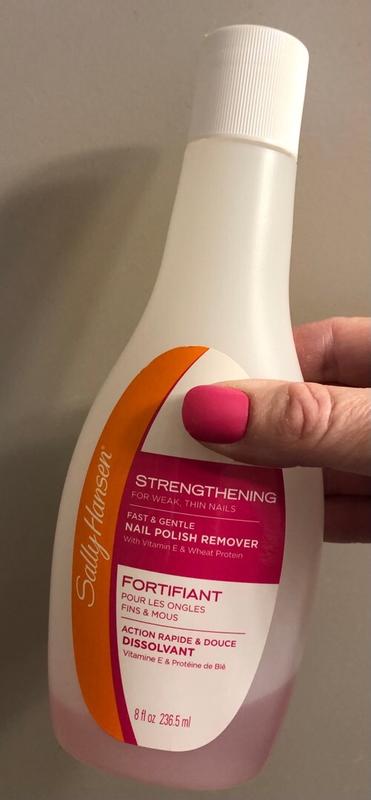 Sally Hansen®
STRENGTHENING
FOR WEAK, THIN NAILS
FAST & GENTLE
NAIL POLISH REMOVER
With Vitamin E & Wheat Protein
FORTIFIANT
POUR LES ONGLES
FINS & MOUS
ACTION RAPIDE & DOUCE
DISSOLVANT
Vitamine E & Protéine de Blé
8 fl oz 236.5 ml